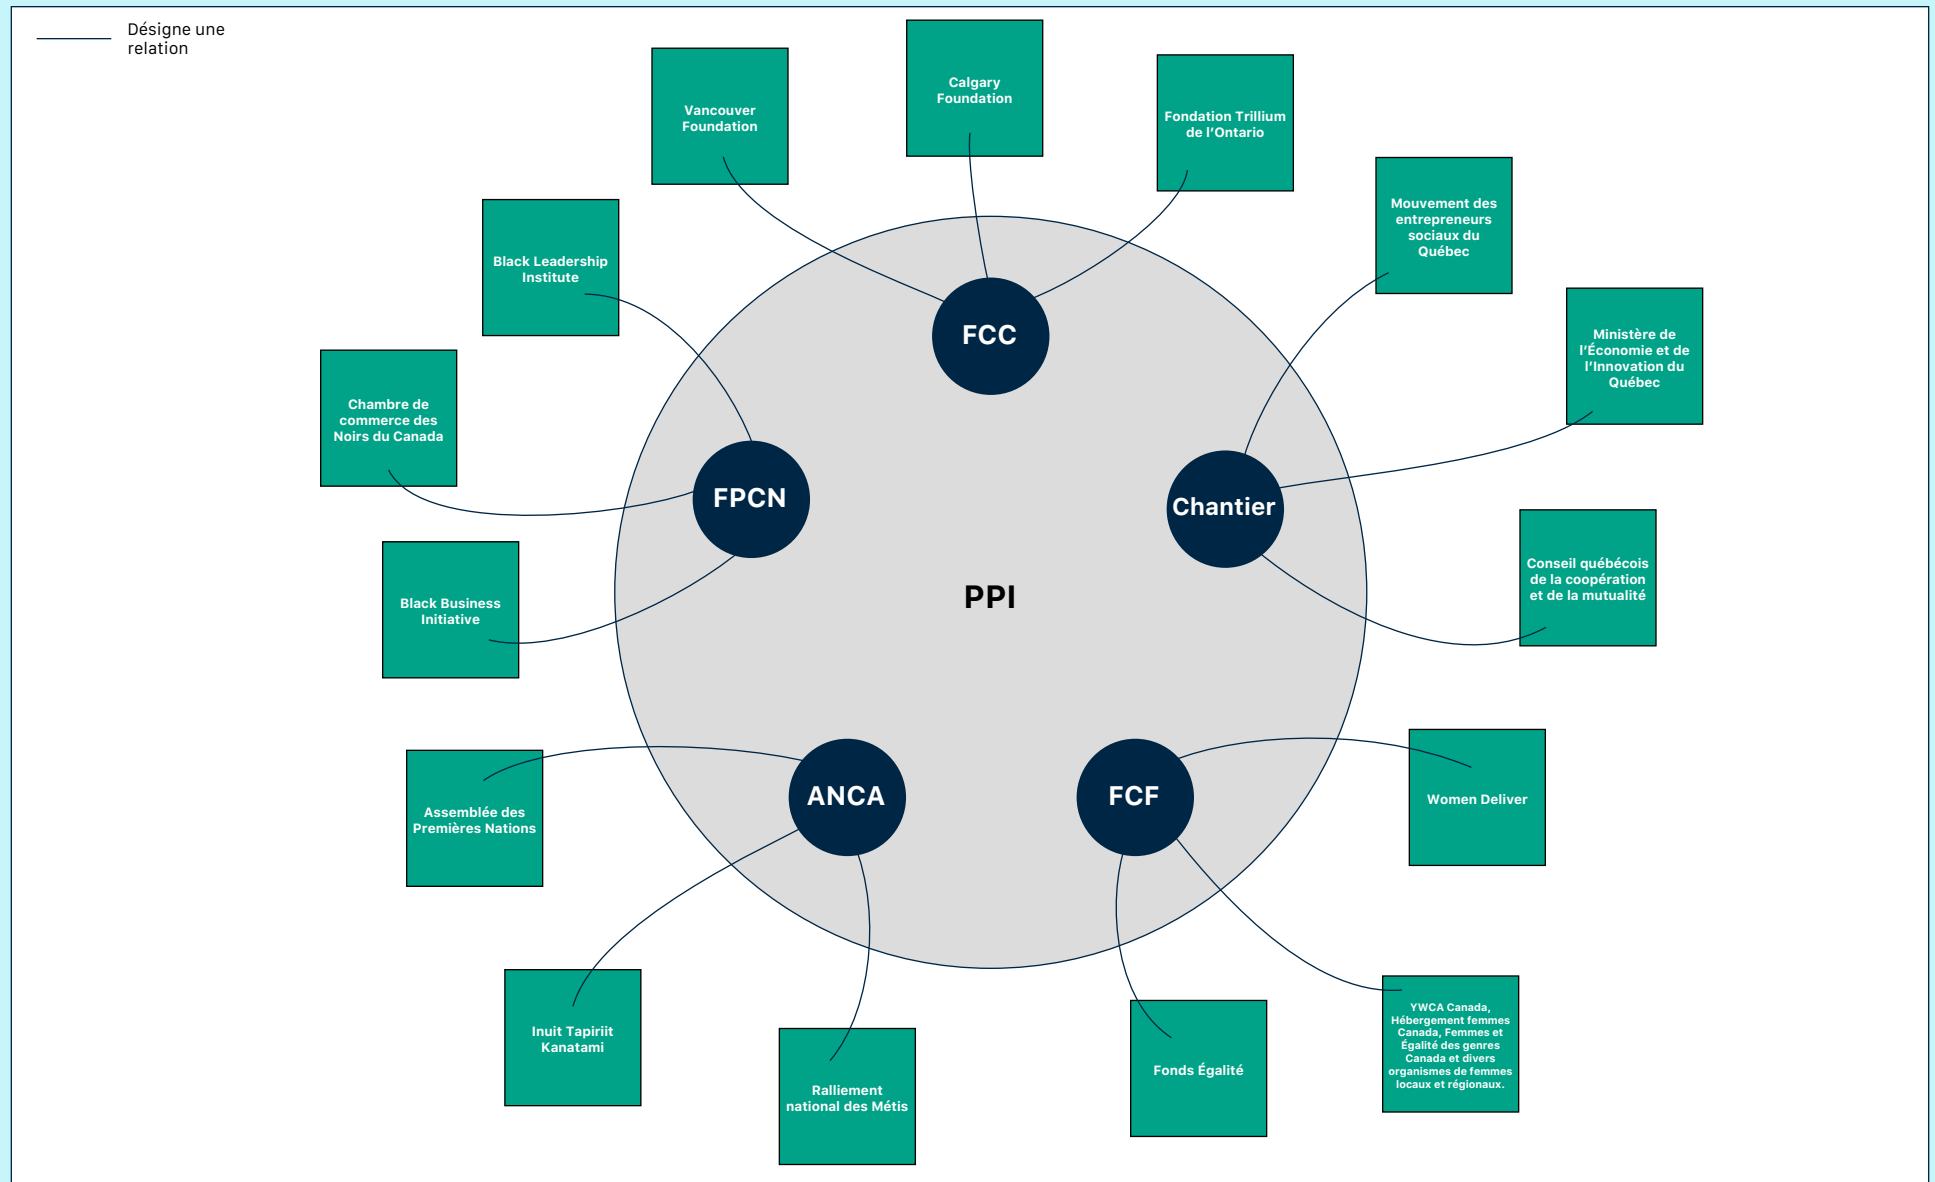 Désigne une
relation
Vancouver
Foundation
Calgary
Foundation
Fondation Trillium
de l’Ontario
Mouvement des
entrepreneurs
sociaux du
Québec
Black Leadership
Institute
Ministère de
l’Économie et de
l’Innovation du
Québec
FCC
Chambre de
commerce des
Noirs du Canada
FPCN
Chantier
Conseil québécois
de la coopération
et de la mutualité
Black Business
Initiative
PPI
Assemblée des
Premières Nations
ANCA
FCF
Women Deliver
Inuit Tapiriit
Kanatami
Ralliement
national des Métis
Fonds Égalité
YWCA Canada,
Hébergement femmes
Canada, Femmes et
Égalité des genres
Canada et divers
organismes de femmes
locaux et régionaux.